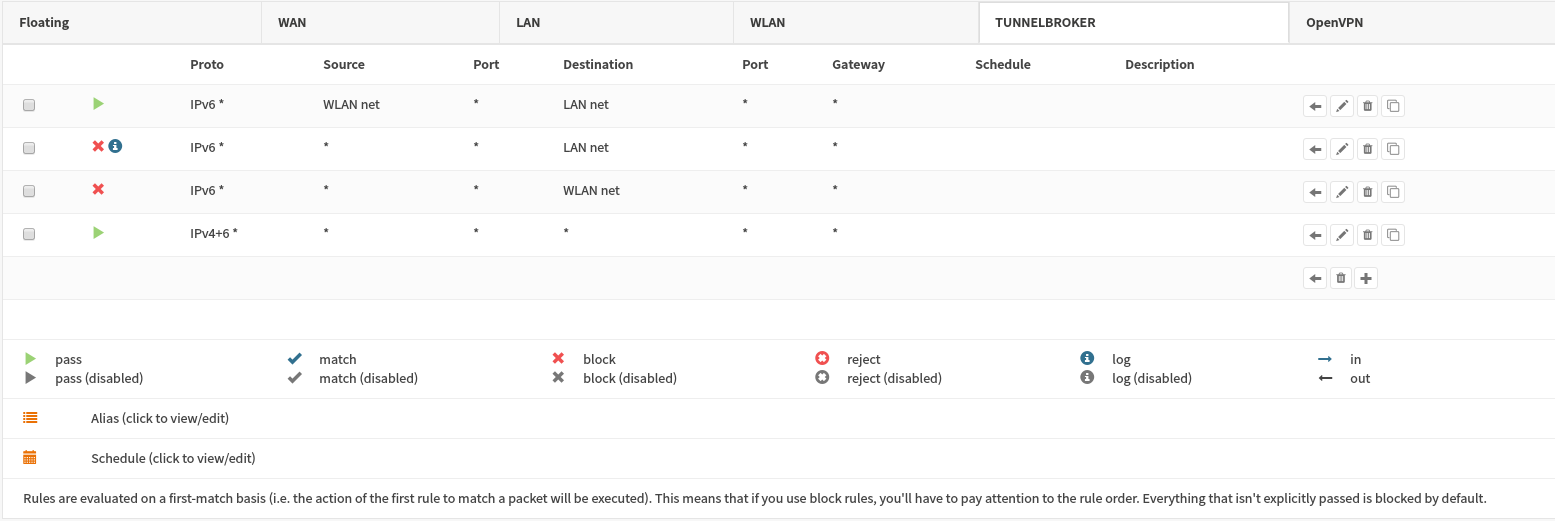 Floating WAN LAN WLAN TUNNELBROKER OpenVPN
Proto Source Port Destination Port Gateway Schedule Description
IPv6 * WLAN net * LAN net * *
IPv6 * * * LAN net * *
IPv6 * * * WLAN net * *
IPv4+6 * * * * * *
pass match block reject log in
pass (disabled) match (disabled) block (disabled) reject (disabled) log (disabled) out
Alias (click to view/edit)
Schedule (click to view/edit)
Rules are evaluated on a first-match basis (i.e. the action of the first rule to match a packet will be executed). This means that if you use block rules, you'll have to pay attention to the rule order. Everything that isn't explicitly passed is blocked by default.